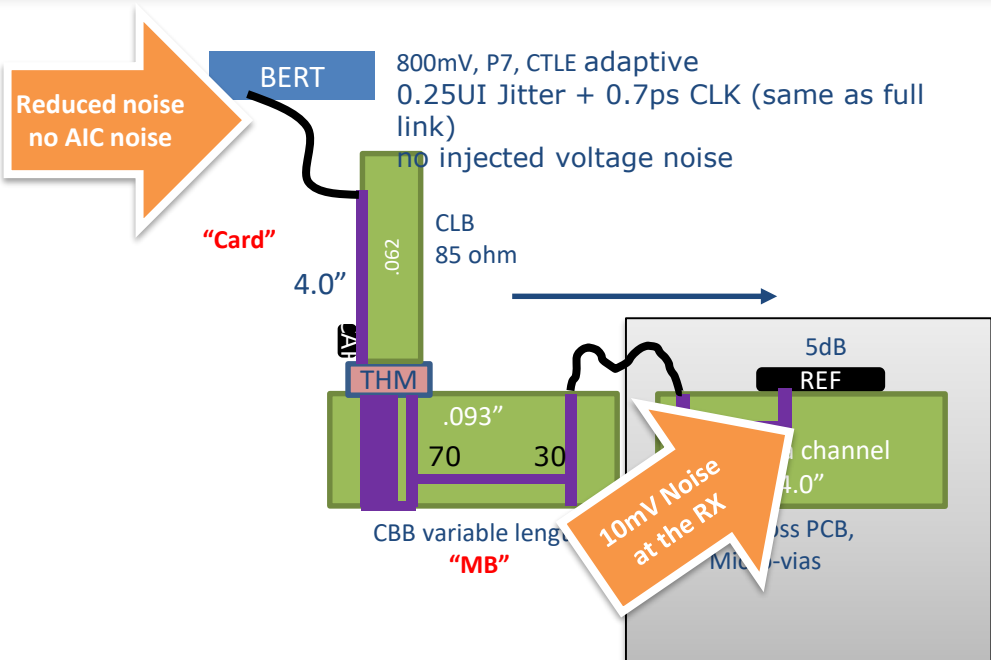 BERT
800mV, P7, CTLE adaptive
0.25UI Jitter + 0.7ps CLK (same as full
link)
no injected voltage noise
Reduced noise
no AIC noise
"Card"
.062
CLB
85 ohm
4.0"
5dB
REF
THM
.093"
70 30
channel
4.0"
10mV Noise
at the RX
CBB variable
PCB,
"MB"
-vias